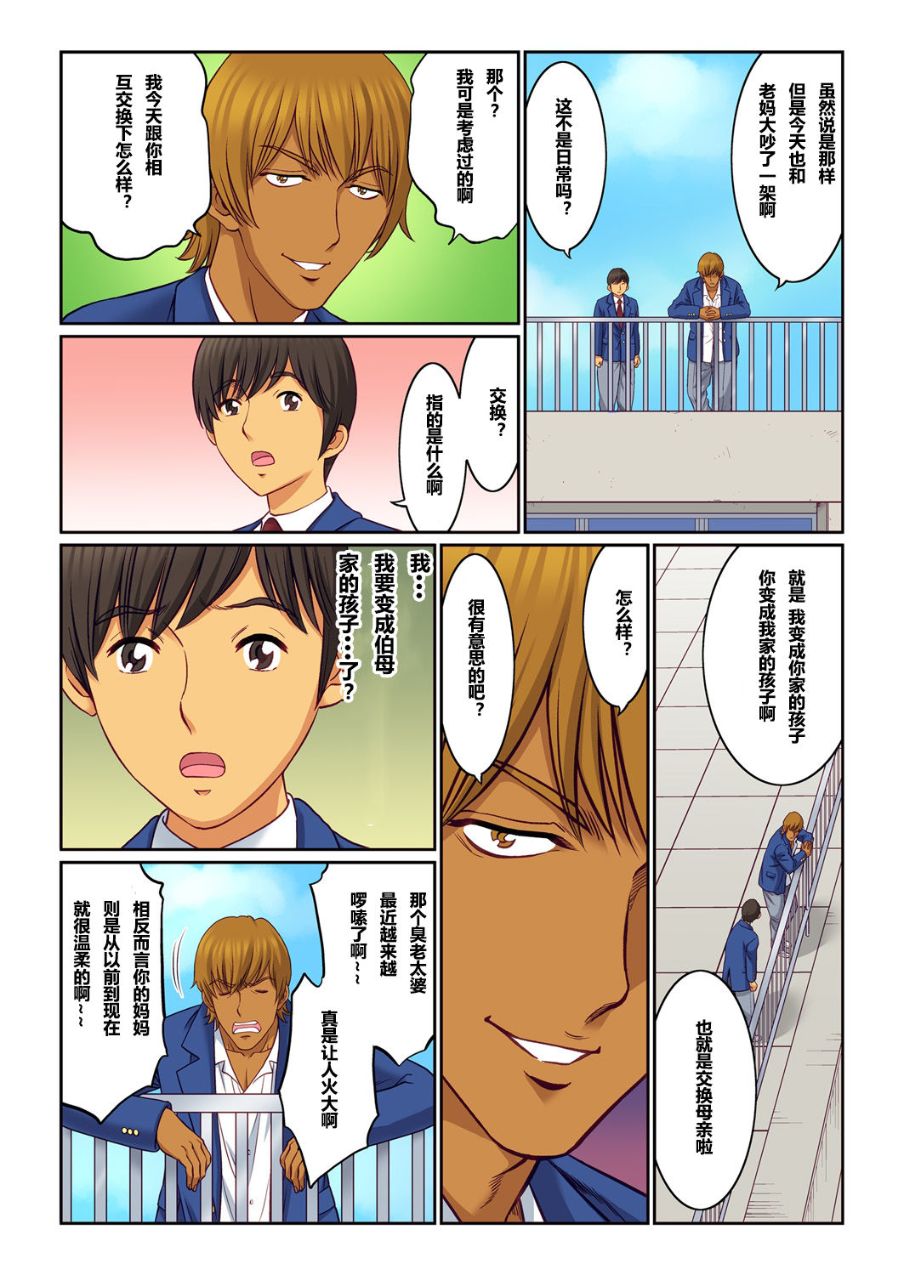 虽然说是那样
但是今天也和
老妈大吵了一架啊
这不是日常吗？
那个？
我可是考虑过的啊
我今天跟你相
互交换下怎么样？
交换？
指的是什么啊
就是 我变成你家的孩子
你变成我家的孩子啊
也就是交换母亲啦
怎么样？
很有意思的吧？
我…
我要变成伯母
家的孩子…了？
那个臭老太婆
最近越来越
啰嗦了啊~~
真是让人火大啊
相反而言你的妈妈
则是从以前到现在
就很温柔的啊~~